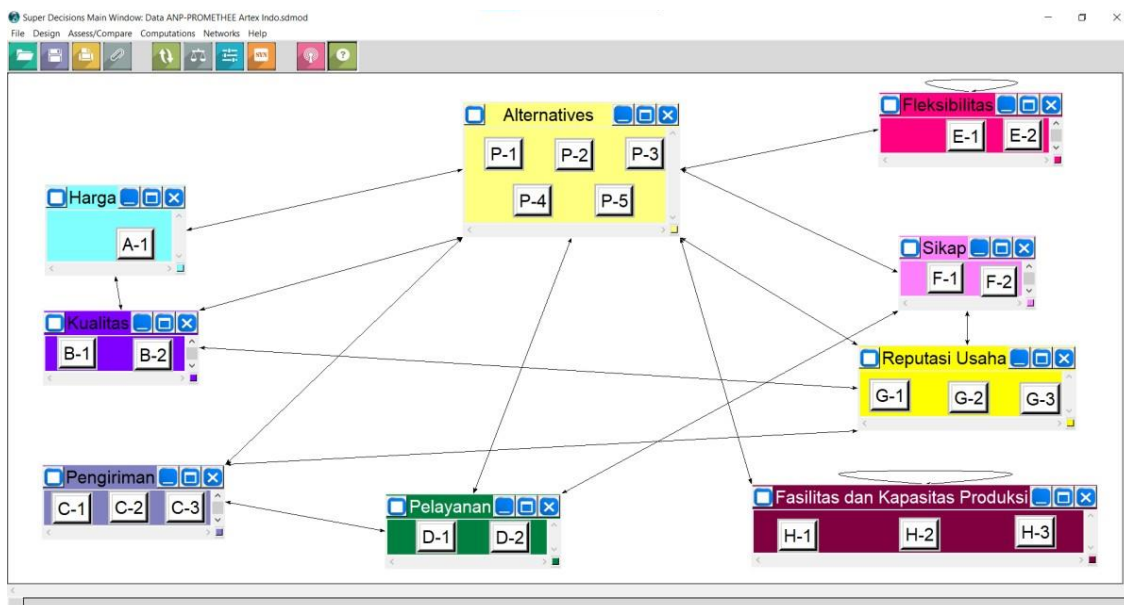 Super Decisions Main Window: Data ANP-PROMETHEE Artex Indo.sdmod
File Design Assess/Compare Computations Networks Help
Alternatives
P-1 P-2 P-3
P-4 P-5
Fleksibilitas
E-1 E-2
Harga
A-1
Sikap
F-1 F-2
Kualitas
B-1 B-2
Reputasi Usaha
G-1 G-2 G-3
Pengiriman
C-1 C-2 C-3
Pelayanan
D-1 D-2
Fasilitas dan Kapasitas Produksi
H-1 H-2 H-3